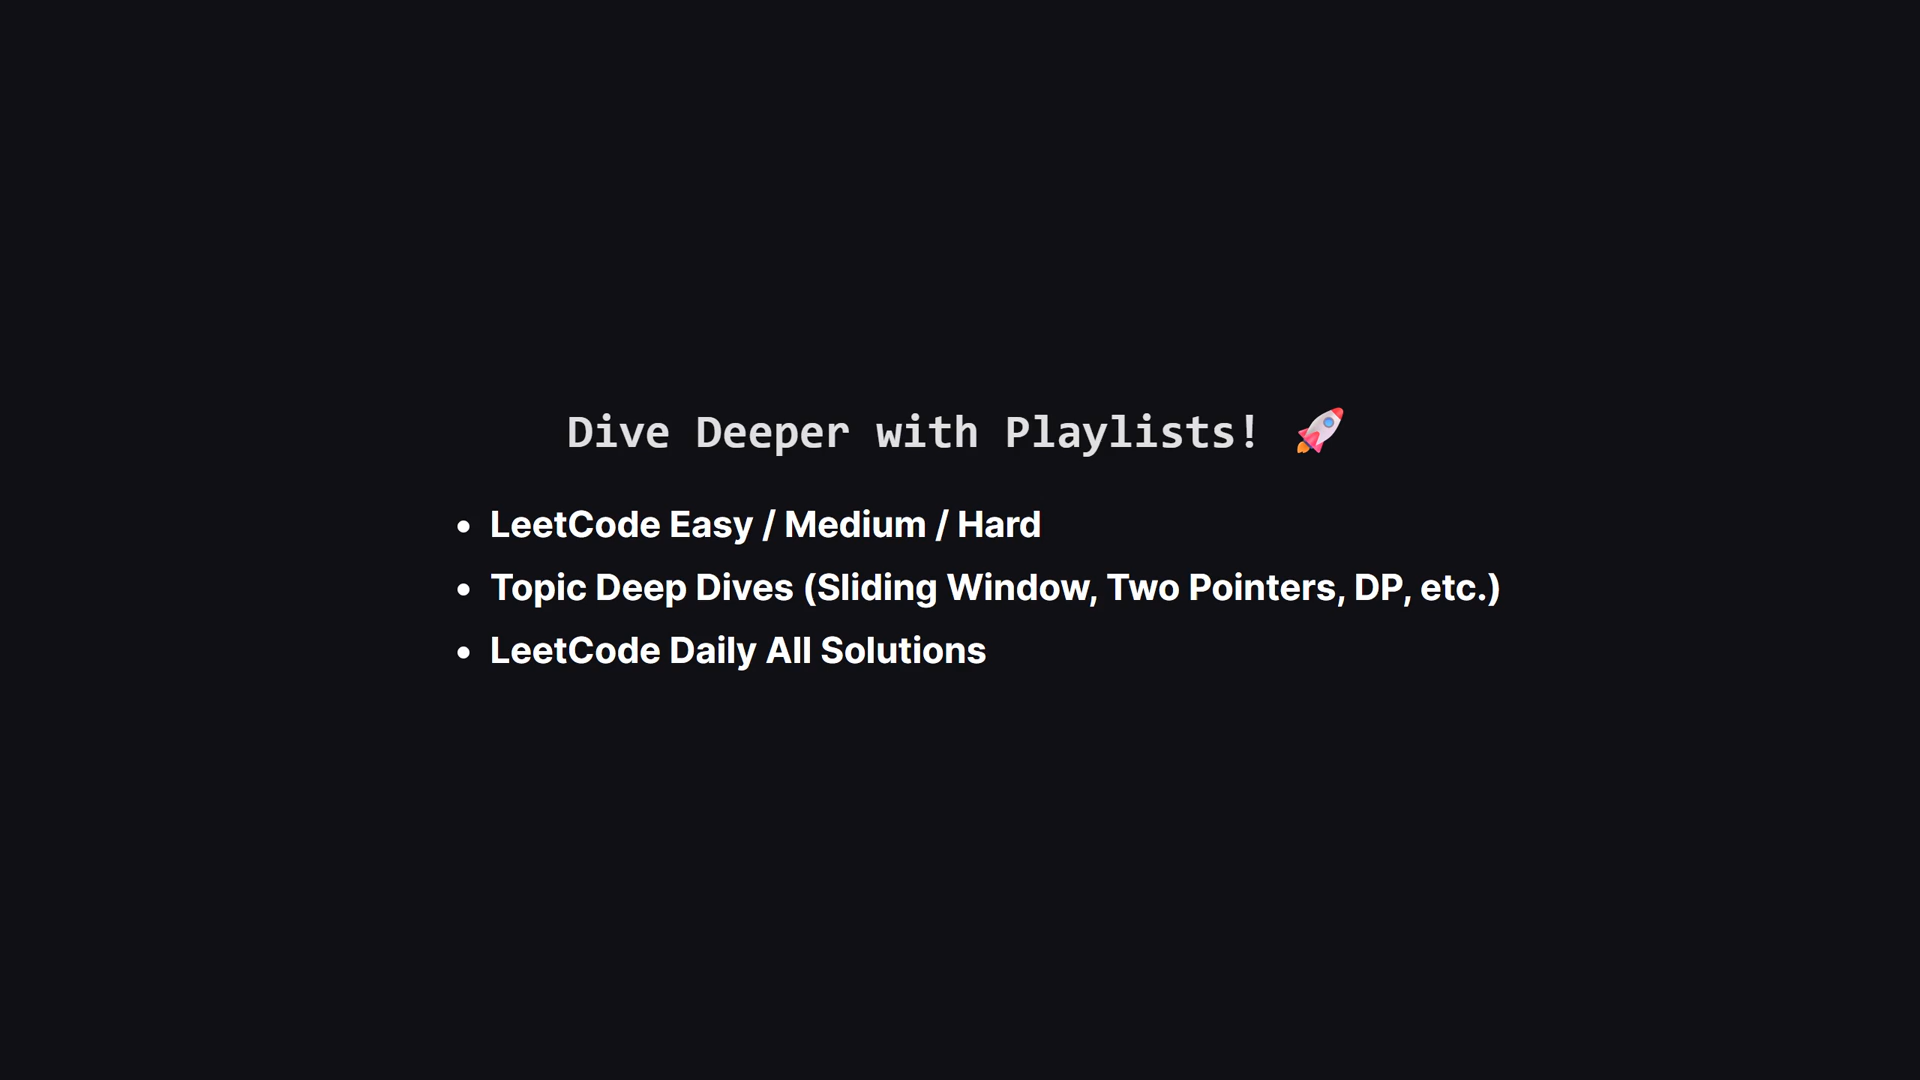 Dive Deeper with Playlists! 🚀
• LeetCode Easy / Medium / Hard
• Topic Deep Dives (Sliding Window, Two Pointers, DP, etc.)
• LeetCode Daily All Solutions